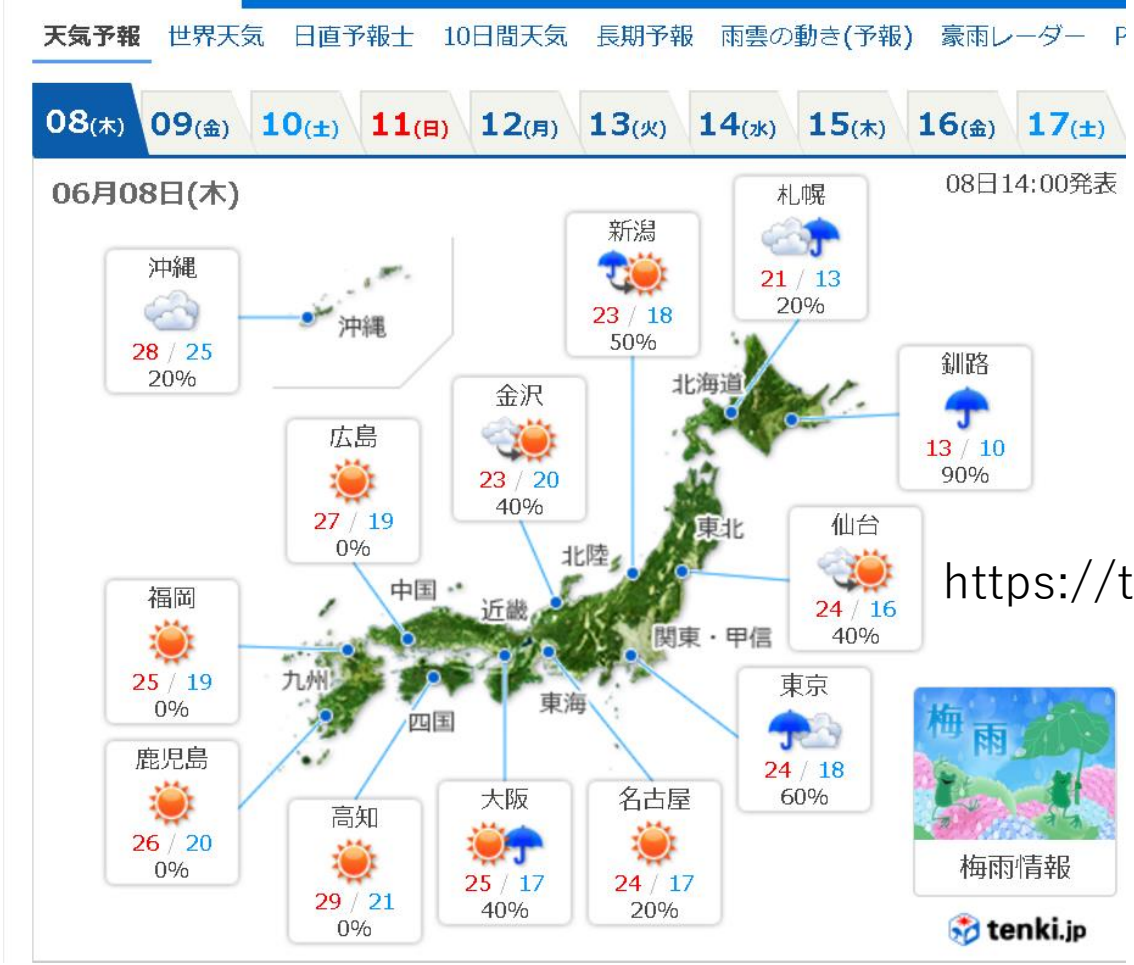 天気予報 世界天気 日直予報士 10日間天気 長期予報 雨雲の動き(予報) 豪雨レーダー P
08(木) 09(金) 10(土) 11(日) 12(月) 13(火) 14(水) 15(木) 16(金) 17(土)
06月08日(木)
08日14:00発表
札幌
21 / 13
20%
新潟
23 / 18
50%
沖縄
28 / 25
20%
沖縄
北海道
釧路
13 / 10
90%
金沢
23 / 20
40%
広島
27 / 19
0%
東北
仙台
24 / 16
40%
北陸
https://t
中国
近畿
関東・甲信
福岡
25 / 19
0%
九州
四国
東海
東京
24 / 18
60%
梅雨
鹿児島
26 / 20
0%
高知
29 / 21
0%
大阪
25 / 17
40%
名古屋
24 / 17
20%
梅雨情報
tenki.jp